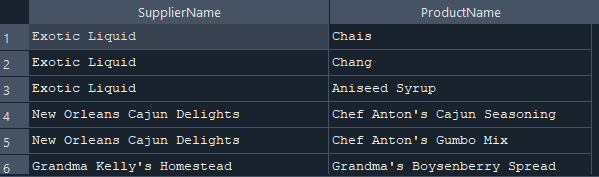 SupplierName ProductName
1 Exotic Liquid Chais
2 Exotic Liquid Chang
3 Exotic Liquid Aniseed Syrup
4 New Orleans Cajun Delights Chef Anton's Cajun Seasoning
5 New Orleans Cajun Delights Chef Anton's Gumbo Mix
6 Grandma Kelly's Homestead Grandma's Boysenberry Spread